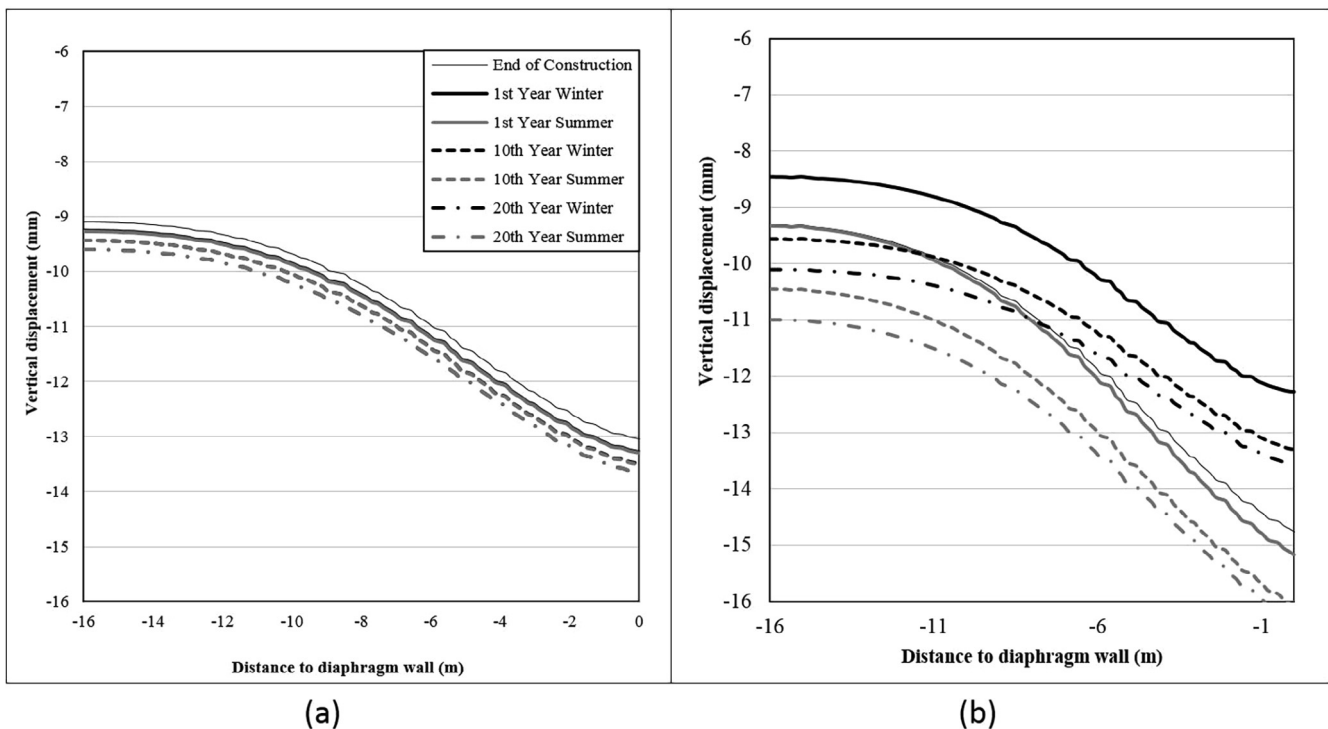 -6
-7
-8
-9
-10
-11
-12
-13
-14
-15
-16
Vertical displacement (mm)
End of Construction
1st Year Winter
1st Year Summer
10th Year Winter
10th Year Summer
20th Year Winter
20th Year Summer
-16 -14 -12 -10 -8 -6 -4 -2 0
Distance to diaphragm wall (m)
(a)
-6
-7
-8
-9
-10
-11
-12
-13
-14
-15
-16
Vertical displacement (mm)
-16 -11 -6 -1
Distance to diaphragm wall (m)
(b)